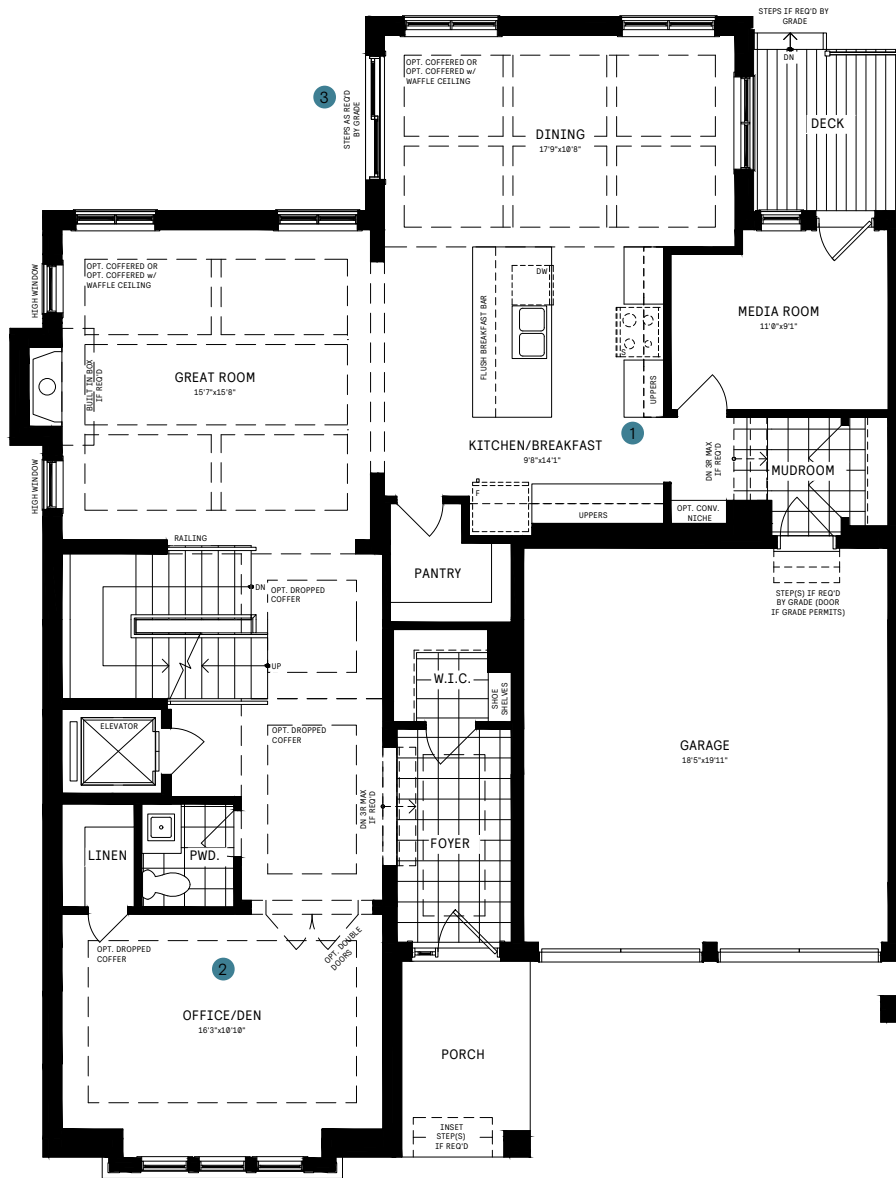 STEPS IF REQ'D BY
GRADE
DN
OPT. COFFERED OR
OPT. COFFERED w/
WAFFLE CEILING
3
STEPS AS REQ'D
BY GRADE
DINING
17'9"x10'8"
DECK
HIGH WINDOW
OPT. COFFERED OR
OPT. COFFERED w/
WAFFLE CEILING
DW
FLUSH BREAKFAST BAR
MEDIA ROOM
11'0"x9'1"
GREAT ROOM
15'7"x15'8"
BUILT IN BOX
IF REQ'D
S
UPPERS
KITCHEN/BREAKFAST
9'8"x14'1"
1
DN 3R MAX
IF REQ'D
MUDROOM
HIGH WINDOW
F
UPPERS
OPT. CONV.
NICHE
RAILING
PANTRY
DN
OPT. DROPPED
COFFER
STEP(S) IF REQ'D
BY GRADE (DOOR
IF GRADE PERMITS)
UP
W.I.C.
SHOE
SHELVES
ELEVATOR
OPT. DROPPED
COFFER
GARAGE
18'5"x19'11"
DN 3R MAX
IF REQ'D
FOYER
LINEN
PWD.
OPT. DROPPED
COFFER
OPT. DOUBLE
DOORS
2
OFFICE/DEN
16'3"x10'10"
PORCH
INSET
STEP(S)
IF REQ'D